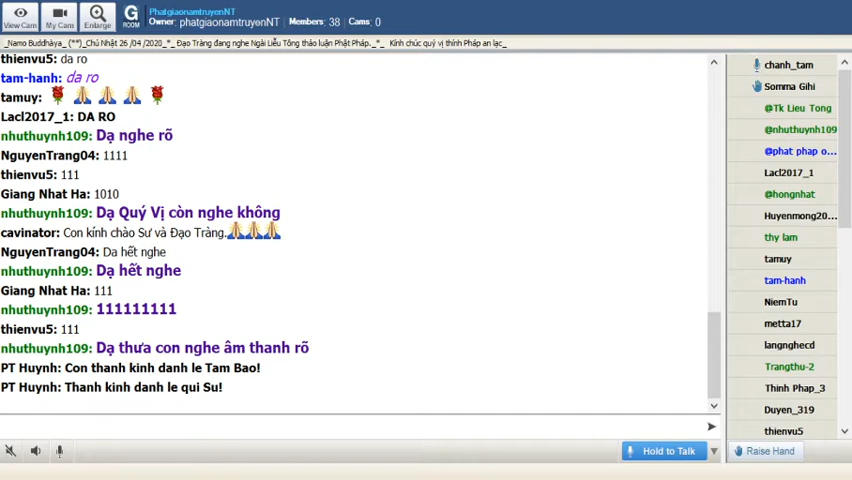 View Cam
My Cam
Enlarge
G
ROOM
PhatgiaonamtruyenNT
Owner: phatgiaonamtruyenNT Members: 38 Cams: 0
_Namo Buddhàya_ (**)_Chủ Nhật 26 /04 /2020_*_ Đạo Tràng đang nghe Ngài Liễu Tông thảo luận Phật Pháp._*_ Kính chúc quý vị thính Pháp an lạc_
thienvu5: da ro
tam-hanh: da ro
tamuy:
Lacl2017_1: DA RO
nhuthuynh109: Dạ nghe rõ
NguyenTrang04: 1111
thienvu5: 111
Giang Nhat Ha: 1010
nhuthuynh109: Dạ Quý Vị còn nghe không
cavinator: Con kính chào Sư và Đạo Tràng.
NguyenTrang04: Da hết nghe
nhuthuynh109: Dạ hết nghe
Giang Nhat Ha: 111
nhuthuynh109: 111111111
thienvu5: 111
nhuthuynh109: Dạ thưa con nghe âm thanh rõ
PT Huynh: Con thanh kinh danh le Tam Bao!
PT Huynh: Thanh kinh danh le qui Su!
chanh_tam
Somma Gihi
@Tk Lieu Tong
@nhuthuynh109
@phat phap o...
Lacl2017_1
@hongnhat
Huyenmong20...
thy lam
tamuy
tam-hanh
NiemTu
metta17
langnghecd
Trangthu-2
Thinh Phap_3
Duyen_319
thienvu5
Hold to Talk
Raise Hand